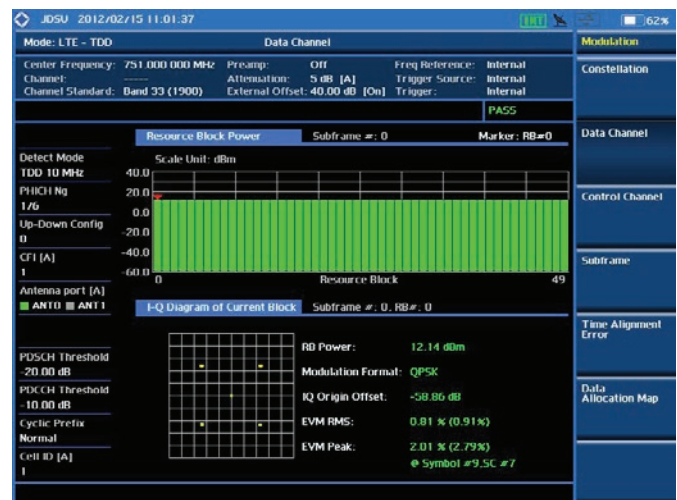 JDSU 2012/02/15 11:01:37 INT 62%
Mode: LTE - TDD Data Channel Modulation
Center Frequency: 751.000 000 MHz Preamp: Off Freq Reference: Internal
Channel: ----- Attenuation: 5 dB [A] Trigger Source: Internal
Channel Standard: Band 33 (1900) External Offset: 40.00 dB [On] Trigger: Internal
PASS
Constellation
Data Channel
Control Channel
Subframe
Time Alignment
Error
Data
Allocation Map
Resource Block Power Subframe #: 0 Marker: RB#0
Detect Mode
TDD 10 MHz
PHICH Ng
1/6
Up-Down Config
0
CFI [A]
1
Antenna port [A]
ANT0 ANT1
Scale Unit: dBm
40.0
20.0
0.0
-20.0
-40.0
-60.0
0 Resource Block 49
I-Q Diagram of Current Block Subframe #: 0, RB#: 0
PDSCH Threshold
-20.00 dB
PDCCH Threshold
-10.00 dB
Cyclic Prefix
Normal
Cell ID [A]
1
RB Power: 12.14 dBm
Modulation Format: QPSK
IQ Origin Offset: -58.86 dB
EVM RMS: 0.81 % (0.91%)
EVM Peak: 2.01 % (2.79%)
@ Symbol #9,SC #7